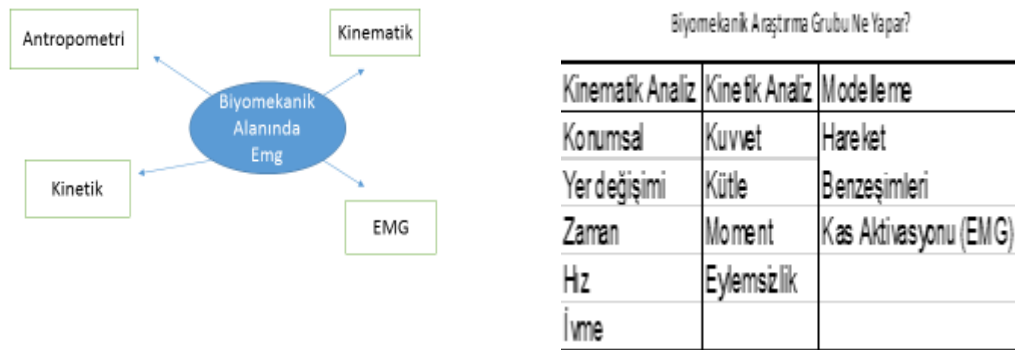 Antropometri
Kinematik
Biyomekanik
Alanında
Emg
Kinetik
EMG
Biyomekanik Araştırma Grubu Ne Yapar?
Kinematik Analiz Kinetik Analiz Modelleme
Konumsal Kuvvet Hareket
Yer değişimi Kütle Benzeşimleri
Zaman Moment Kas Aktivasyonu (EMG)
Hız Eylemsizlik
İvme